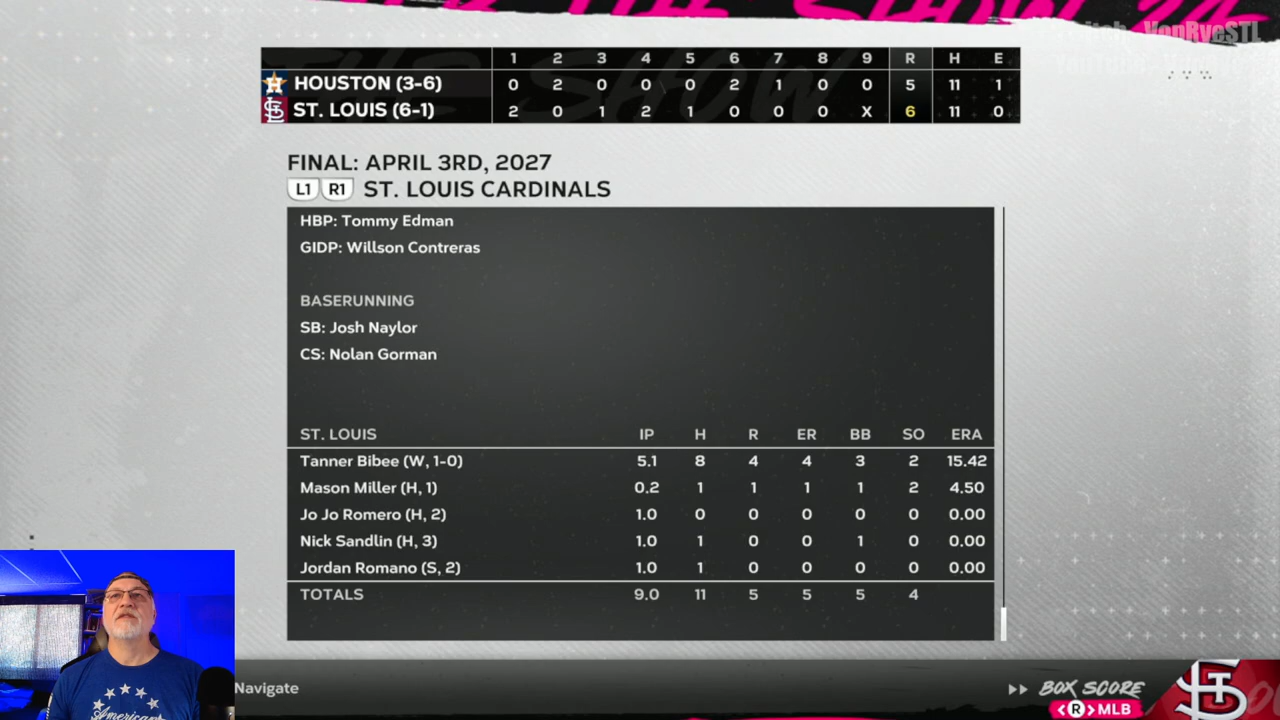 THE SHOW 24
Twitch VonRyeSTL
1 2 3 4 5 6 7 8 9 R H E
HOUSTON (3-6) 0 2 0 0 0 2 1 0 0 5 11 1
ST. LOUIS (6-1) 2 0 1 2 1 0 0 0 X 6 11 0
FINAL: APRIL 3RD, 2027
L1 R1 ST. LOUIS CARDINALS
HBP: Tommy Edman
GIDP: Willson Contreras
BASERUNNING
SB: Josh Naylor
CS: Nolan Gorman
ST. LOUIS IP H R ER BB SO ERA
Tanner Bibee (W, 1-0) 5.1 8 4 4 3 2 15.42
Mason Miller (H, 1) 0.2 1 1 1 1 2 4.50
Jo Jo Romero (H, 2) 1.0 0 0 0 0 0 0.00
Nick Sandlin (H, 3) 1.0 1 0 0 1 0 0.00
Jordan Romano (S, 2) 1.0 1 0 0 0 0 0.00
TOTALS 9.0 11 5 5 5 4
American
Navigate
BOX SCORE
R MLB